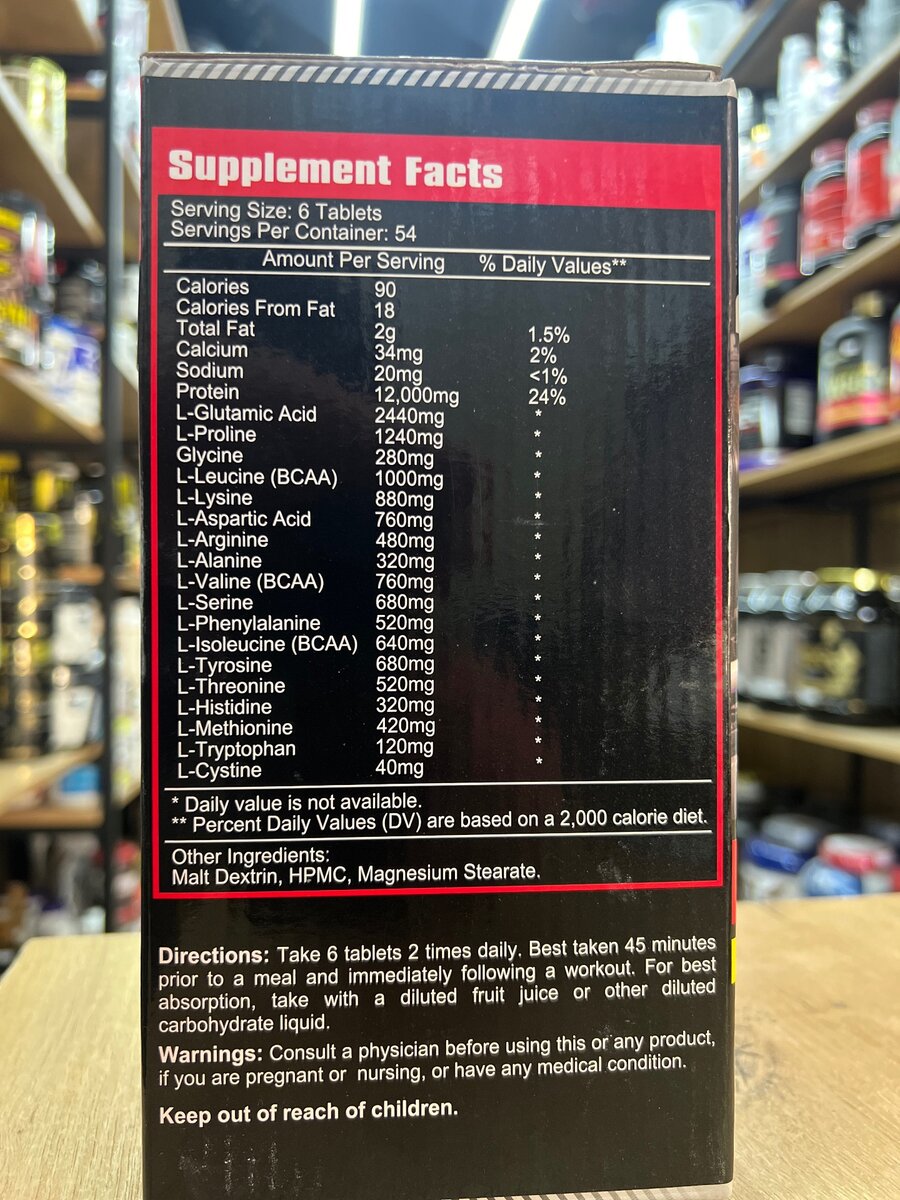 Supplement Facts
Serving Size: 6 Tablets
Servings Per Container: 54
Amount Per Serving % Daily Values**
Calories 90
Calories From Fat 18
Total Fat 2g 1.5%
Calcium 34mg 2%
Sodium 20mg <1%
Protein 12,000mg 24%
L-Glutamic Acid 2440mg *
L-Proline 1240mg *
Glycine 280mg *
L-Leucine (BCAA) 1000mg *
L-Lysine 880mg *
L-Aspartic Acid 760mg *
L-Arginine 480mg *
L-Alanine 320mg *
L-Valine (BCAA) 760mg *
L-Serine 680mg *
L-Phenylalanine 520mg *
L-Isoleucine (BCAA) 640mg *
L-Tyrosine 680mg *
L-Threonine 520mg *
L-Histidine 320mg *
L-Methionine 420mg *
L-Tryptophan 120mg *
L-Cystine 40mg *
* Daily value is not available.
** Percent Daily Values (DV) are based on a 2,000 calorie diet.
Other Ingredients:
Malt Dextrin, HPMC, Magnesium Stearate.
Directions: Take 6 tablets 2 times daily. Best taken 45 minutes
prior to a meal and immediately following a workout. For best
absorption, take with a diluted fruit juice or other diluted
carbohydrate liquid.
Warnings: Consult a physician before using this or any product,
if you are pregnant or nursing, or have any medical condition.
Keep out of reach of children.